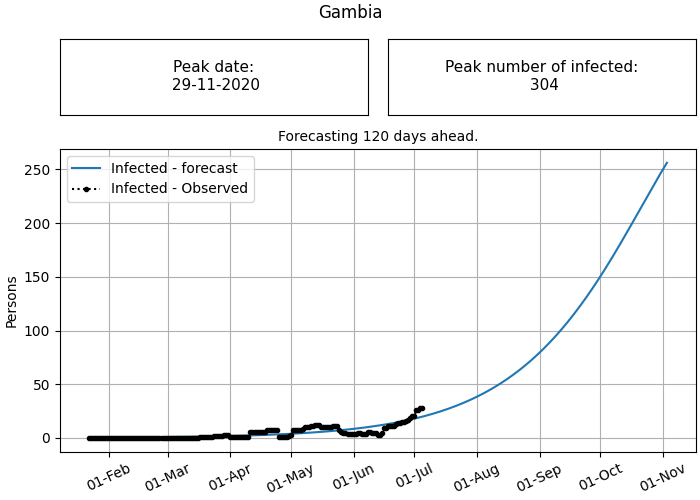 Gambia
Peak date:
29-11-2020
Peak number of infected:
304
Forecasting 120 days ahead.
Infected - forecast
Infected - Observed
Persons
250
200
150
100
50
0
01-Feb
01-Mar
01-Apr
01-May
01-Jun
01-Jul
01-Aug
01-Sep
01-Oct
01-Nov